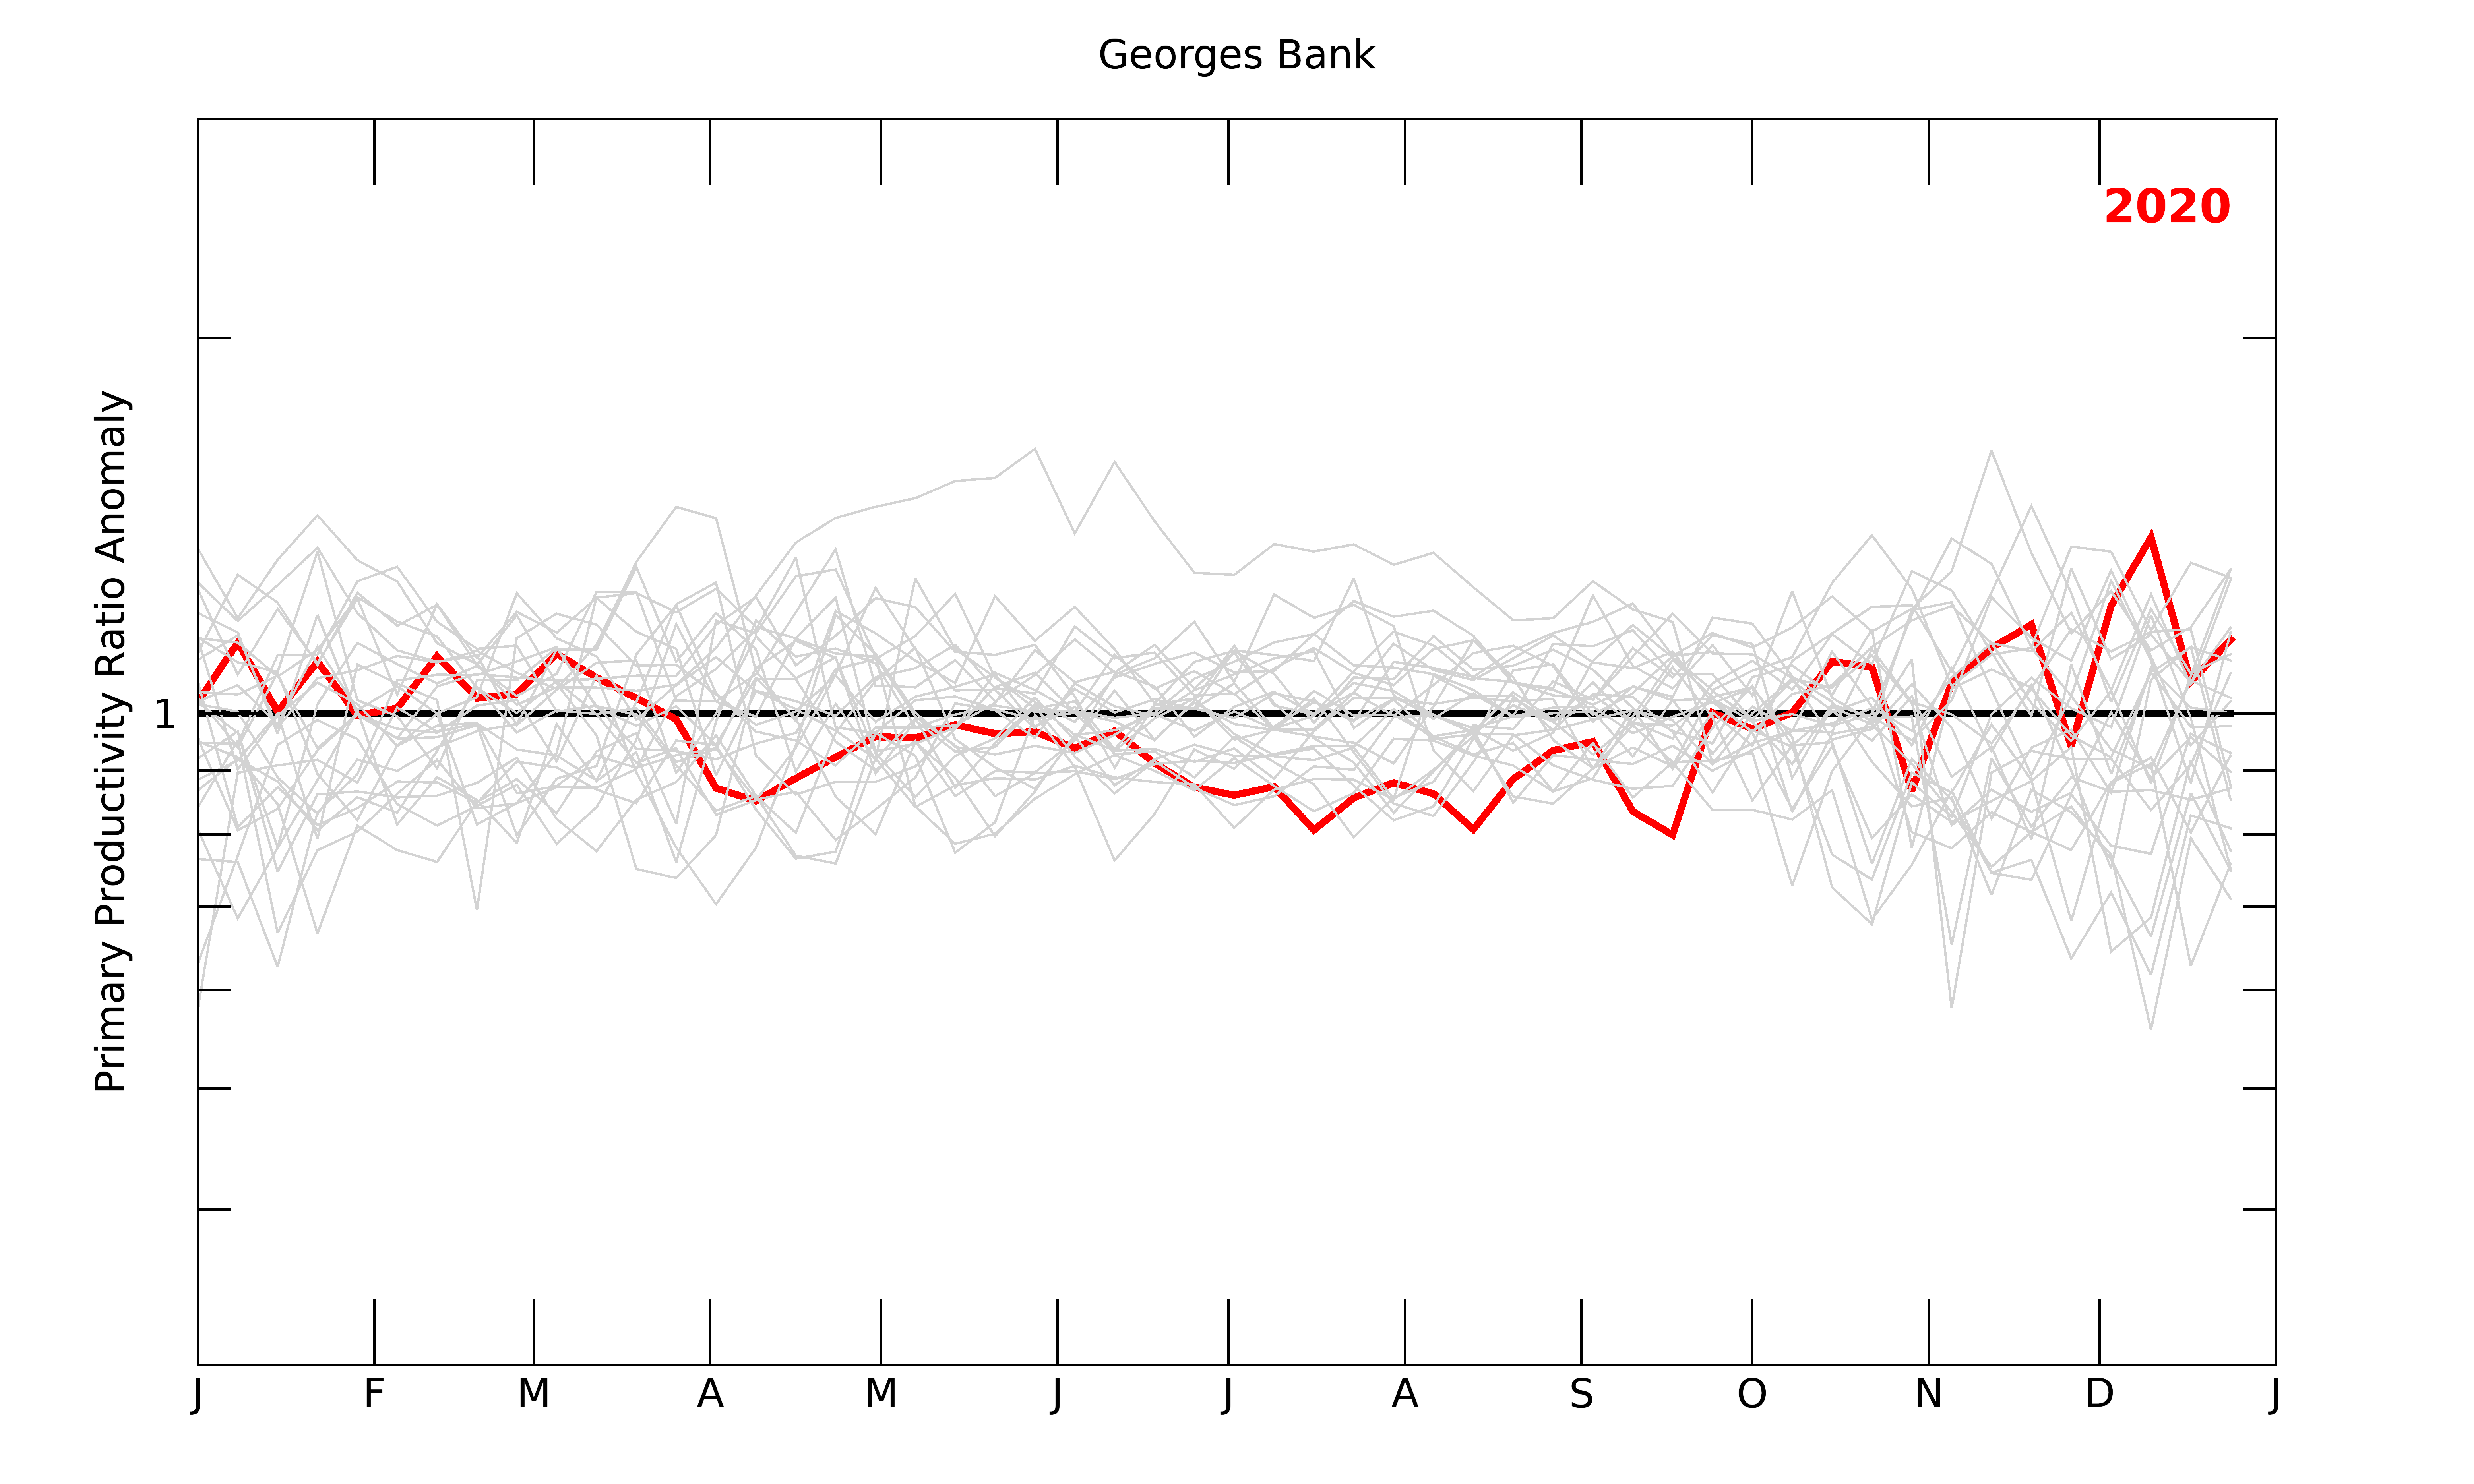 Georges Bank
2020
Primary Productivity Ratio Anomaly
1
J F M A M J J A S O N D J